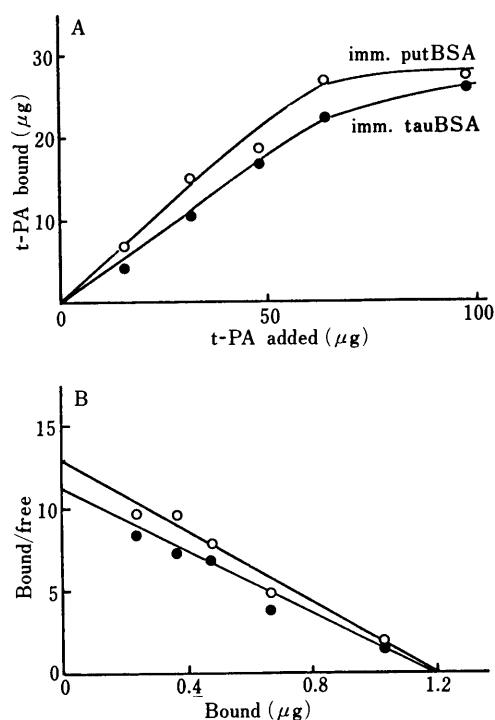 A
30
20
10
t-PA bound (μg)
imm. putBSA
imm. tauBSA
0
50
100
t-PA added (μg)
B
15
10
5
0
Bound/free
0
0.4
0.8
1.2
Bound (μg)